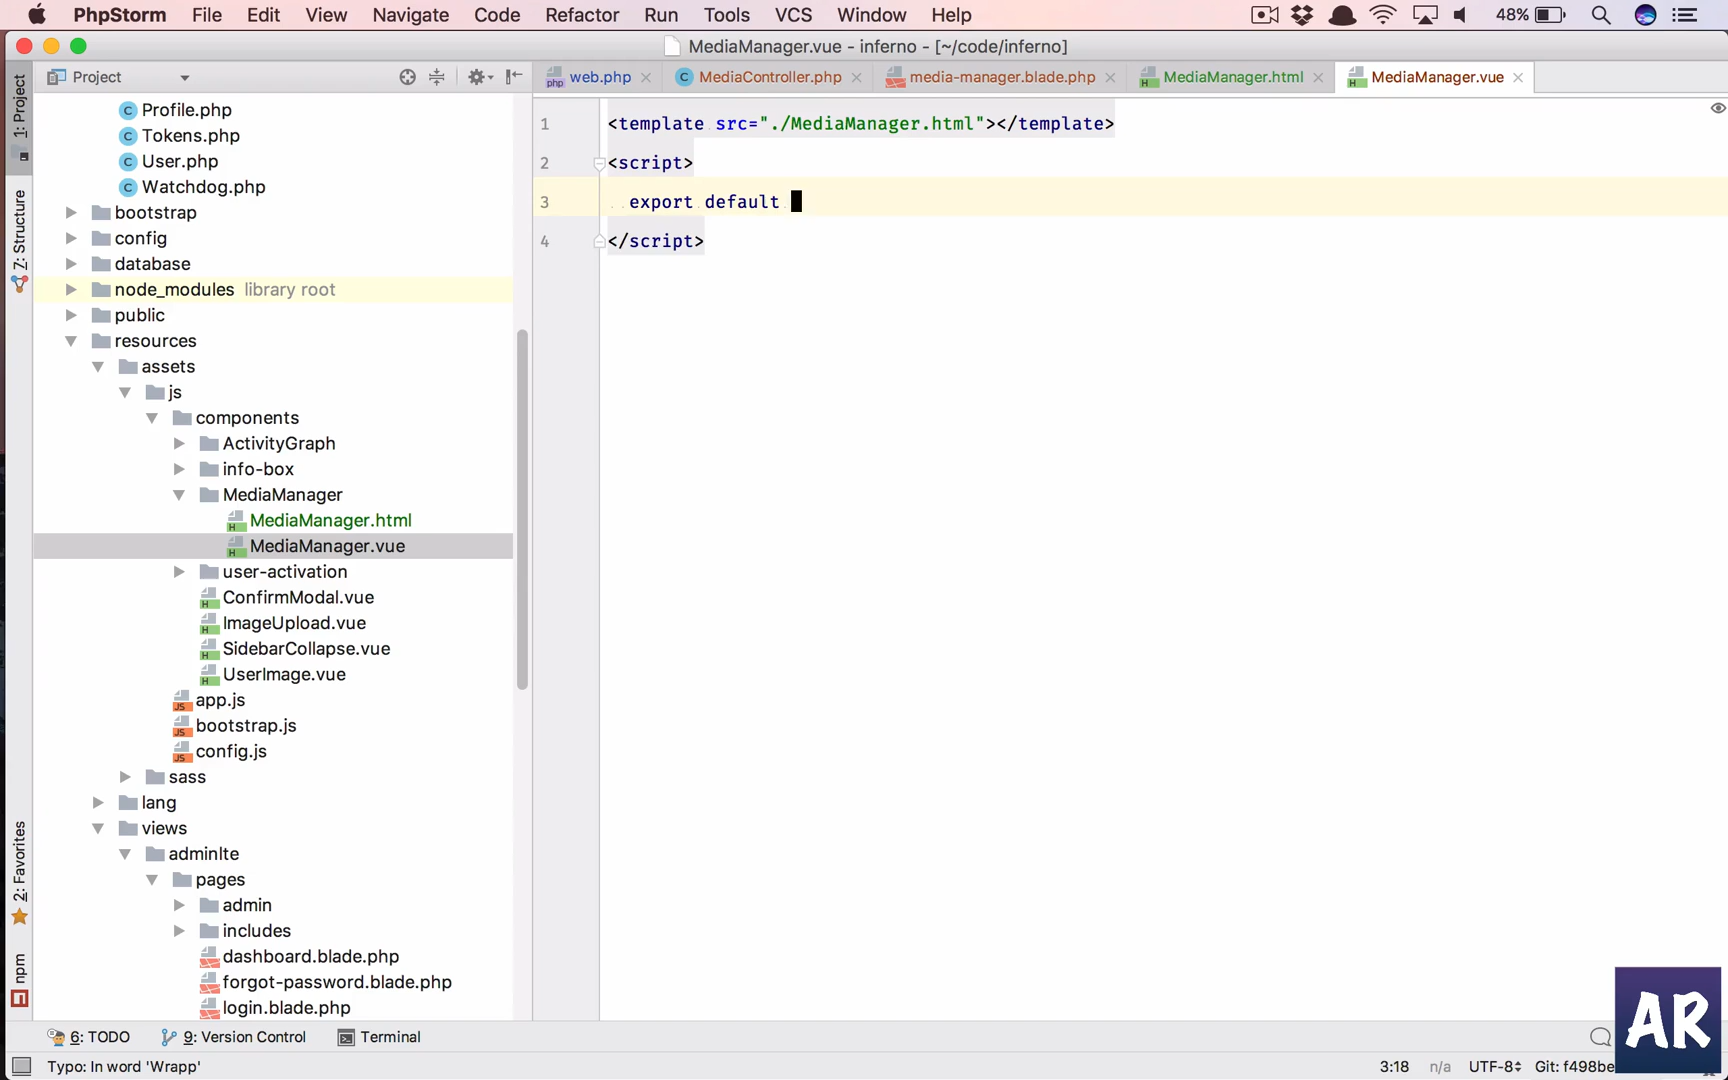 PhpStorm File Edit View Navigate Code Refactor Run Tools VCS Window Help 48%
MediaManager.vue - inferno - [~/code/inferno]
Project
web.php
MediaController.php
media-manager.blade.php
MediaManager.html
MediaManager.vue
1: Project
Z: Structure
2: Favorites
npm
Profile.php
Tokens.php
User.php
Watchdog.php
bootstrap
config
database
node_modules library root
public
resources
assets
js
components
ActivityGraph
info-box
MediaManager
MediaManager.html
MediaManager.vue
user-activation
ConfirmModal.vue
ImageUpload.vue
SidebarCollapse.vue
UserImage.vue
app.js
bootstrap.js
config.js
sass
lang
views
adminlte
pages
admin
includes
dashboard.blade.php
forgot-password.blade.php
login.blade.php
1 <template src="./MediaManager.html"></template>
2 <script>
3 export default
4 </script>
6: TODO 9: Version Control Terminal
Typo: In word 'Wrapp' 3:18 n/a UTF-8 Git: f498be
AR